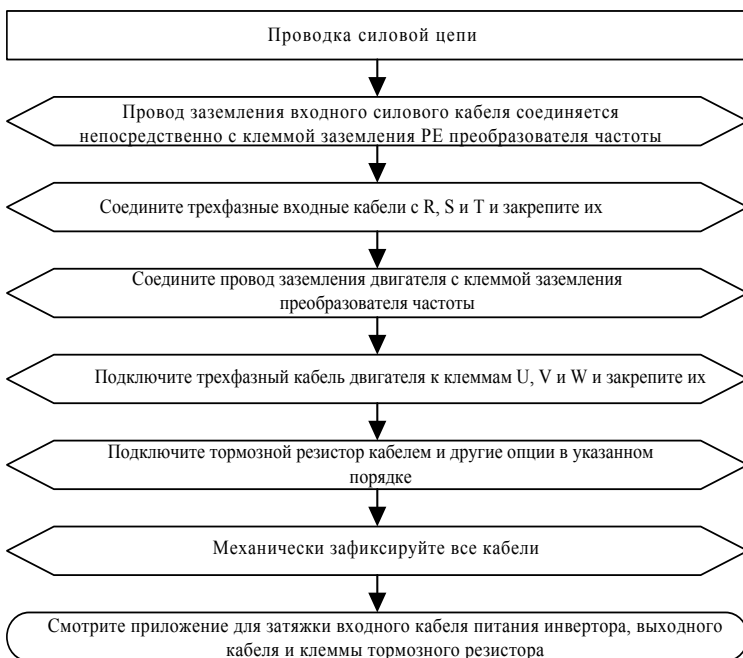 Проводка силовой цепи
Провод заземления входного силового кабеля соединяется
непосредственно с клеммой заземления PE преобразователя частоты
Соедините трехфазные входные кабели с R, S и T и закрепите их
Соедините провод заземления двигателя с клеммой заземления
преобразователя частоты
Подключите трехфазный кабель двигателя к клеммам U, V и W и закрепите их
Подключите тормозной резистор кабелем и другие опции в указанном
порядке
Механически зафиксируйте все кабели
Смотрите приложение для затяжки входного кабеля питания инвертора, выходного
кабеля и клеммы тормозного резистора